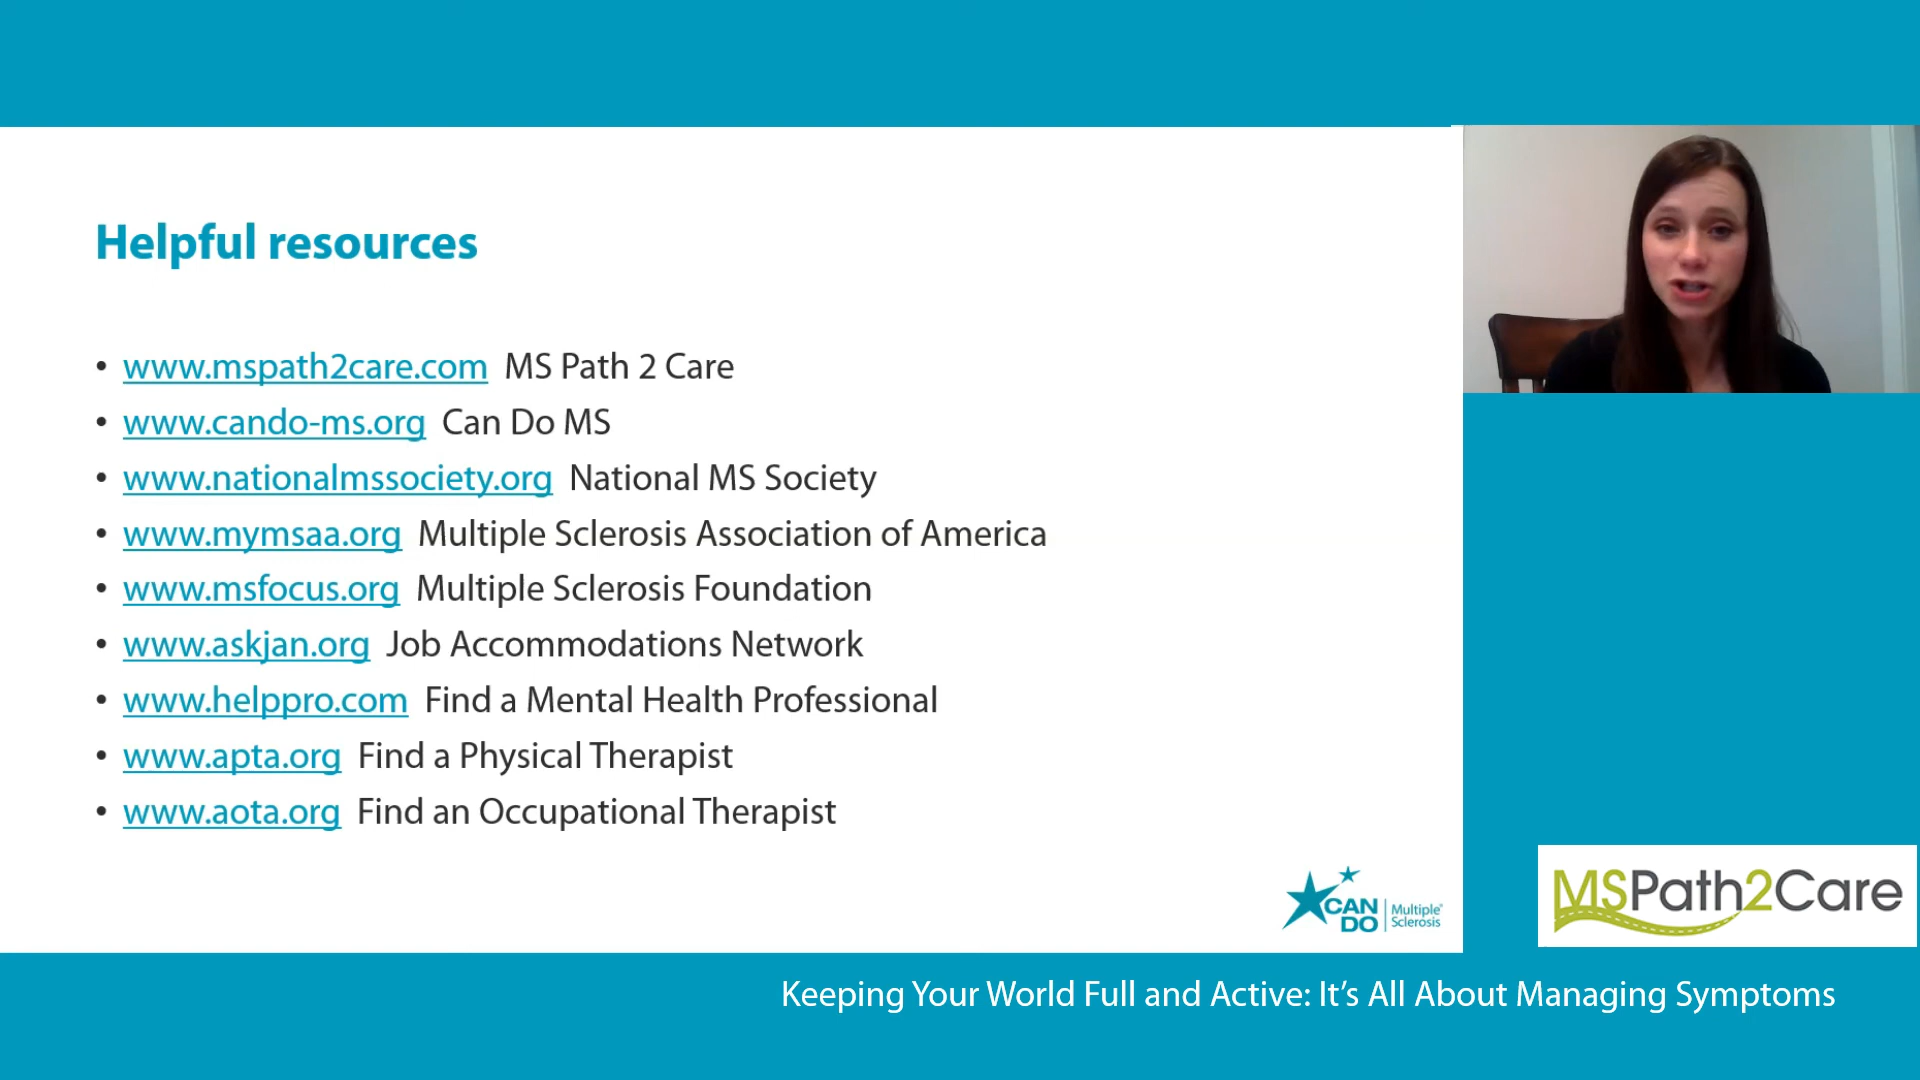 Helpful resources
• www.mspath2care.com MS Path 2 Care
• www.cando-ms.org Can Do MS
• www.nationalmssociety.org National MS Society
• www.mymsaa.org Multiple Sclerosis Association of America
• www.msfocus.org Multiple Sclerosis Foundation
• www.askjan.org Job Accommodations Network
• www.helppro.com Find a Mental Health Professional
• www.apta.org Find a Physical Therapist
• www.aota.org Find an Occupational Therapist
CAN DO
Multiple®
Sclerosis
MSPath2Care
Keeping Your World Full and Active: It’s All About Managing Symptoms